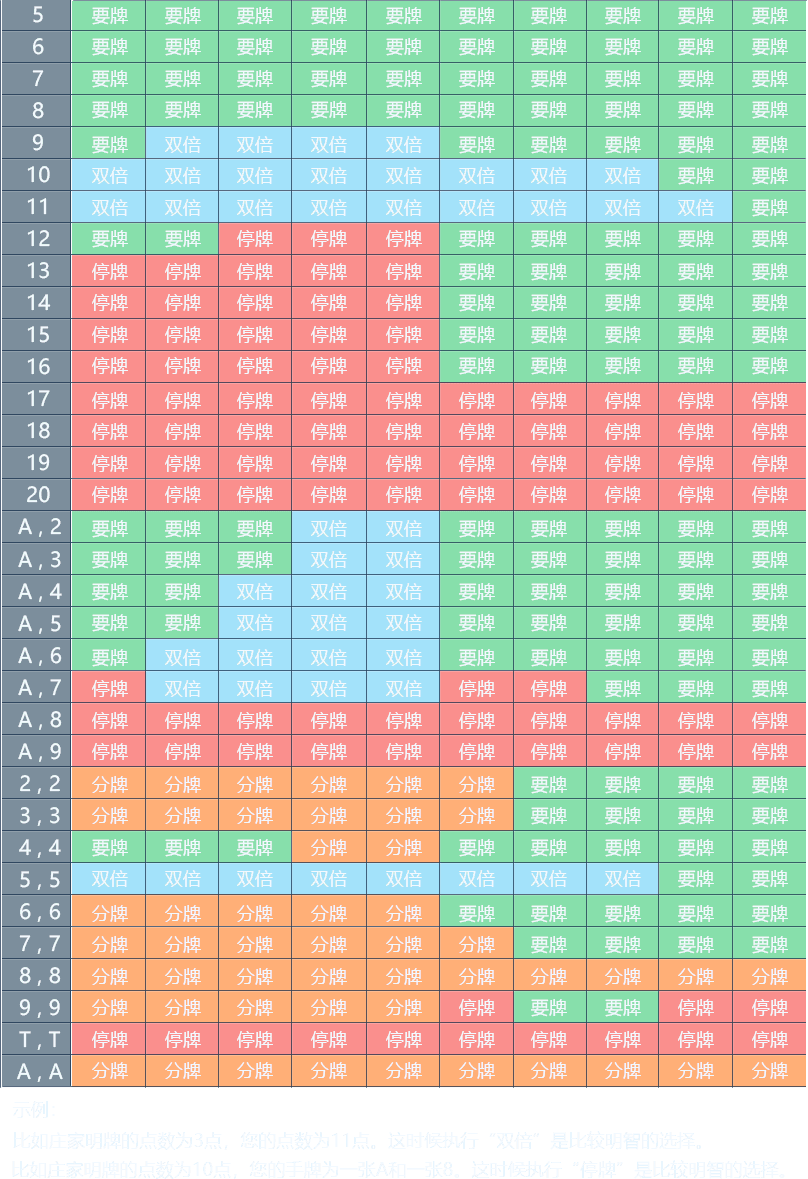 5 要牌 要牌 要牌 要牌 要牌 要牌 要牌 要牌 要牌 要牌
6 要牌 要牌 要牌 要牌 要牌 要牌 要牌 要牌 要牌 要牌
7 要牌 要牌 要牌 要牌 要牌 要牌 要牌 要牌 要牌 要牌
8 要牌 要牌 要牌 要牌 要牌 要牌 要牌 要牌 要牌 要牌
9 要牌 双倍 双倍 双倍 双倍 要牌 要牌 要牌 要牌 要牌
10 双倍 双倍 双倍 双倍 双倍 双倍 双倍 双倍 要牌 要牌
11 双倍 双倍 双倍 双倍 双倍 双倍 双倍 双倍 双倍 要牌
12 要牌 要牌 停牌 停牌 停牌 要牌 要牌 要牌 要牌 要牌
13 停牌 停牌 停牌 停牌 停牌 要牌 要牌 要牌 要牌 要牌
14 停牌 停牌 停牌 停牌 停牌 要牌 要牌 要牌 要牌 要牌
15 停牌 停牌 停牌 停牌 停牌 要牌 要牌 要牌 要牌 要牌
16 停牌 停牌 停牌 停牌 停牌 要牌 要牌 要牌 要牌 要牌
17 停牌 停牌 停牌 停牌 停牌 停牌 停牌 停牌 停牌 停牌
18 停牌 停牌 停牌 停牌 停牌 停牌 停牌 停牌 停牌 停牌
19 停牌 停牌 停牌 停牌 停牌 停牌 停牌 停牌 停牌 停牌
20 停牌 停牌 停牌 停牌 停牌 停牌 停牌 停牌 停牌 停牌
A , 2 要牌 要牌 要牌 双倍 双倍 要牌 要牌 要牌 要牌 要牌
A , 3 要牌 要牌 要牌 双倍 双倍 要牌 要牌 要牌 要牌 要牌
A , 4 要牌 要牌 双倍 双倍 双倍 要牌 要牌 要牌 要牌 要牌
A , 5 要牌 要牌 双倍 双倍 双倍 要牌 要牌 要牌 要牌 要牌
A , 6 要牌 双倍 双倍 双倍 双倍 要牌 要牌 要牌 要牌 要牌
A , 7 停牌 双倍 双倍 双倍 双倍 停牌 停牌 要牌 要牌 要牌
A , 8 停牌 停牌 停牌 停牌 停牌 停牌 停牌 停牌 停牌 停牌
A , 9 停牌 停牌 停牌 停牌 停牌 停牌 停牌 停牌 停牌 停牌
2 , 2 分牌 分牌 分牌 分牌 分牌 分牌 要牌 要牌 要牌 要牌
3 , 3 分牌 分牌 分牌 分牌 分牌 分牌 要牌 要牌 要牌 要牌
4 , 4 要牌 要牌 要牌 分牌 分牌 要牌 要牌 要牌 要牌 要牌
5 , 5 双倍 双倍 双倍 双倍 双倍 双倍 双倍 双倍 要牌 要牌
6 , 6 分牌 分牌 分牌 分牌 分牌 要牌 要牌 要牌 要牌 要牌
7 , 7 分牌 分牌 分牌 分牌 分牌 分牌 要牌 要牌 要牌 要牌
8 , 8 分牌 分牌 分牌 分牌 分牌 分牌 分牌 分牌 分牌 分牌
9 , 9 分牌 分牌 分牌 分牌 分牌 停牌 要牌 要牌 停牌 停牌
T , T 停牌 停牌 停牌 停牌 停牌 停牌 停牌 停牌 停牌 停牌
A , A 分牌 分牌 分牌 分牌 分牌 分牌 分牌 分牌 分牌 分牌
示例:
比如庄家明牌的点数为3点，您的点数为11点。这时候执行“双倍”是比较明智的选择。
比如庄家明牌的点数为10点，您的手牌为一张A和一张8。这时候执行“停牌”是比较明智的选择。